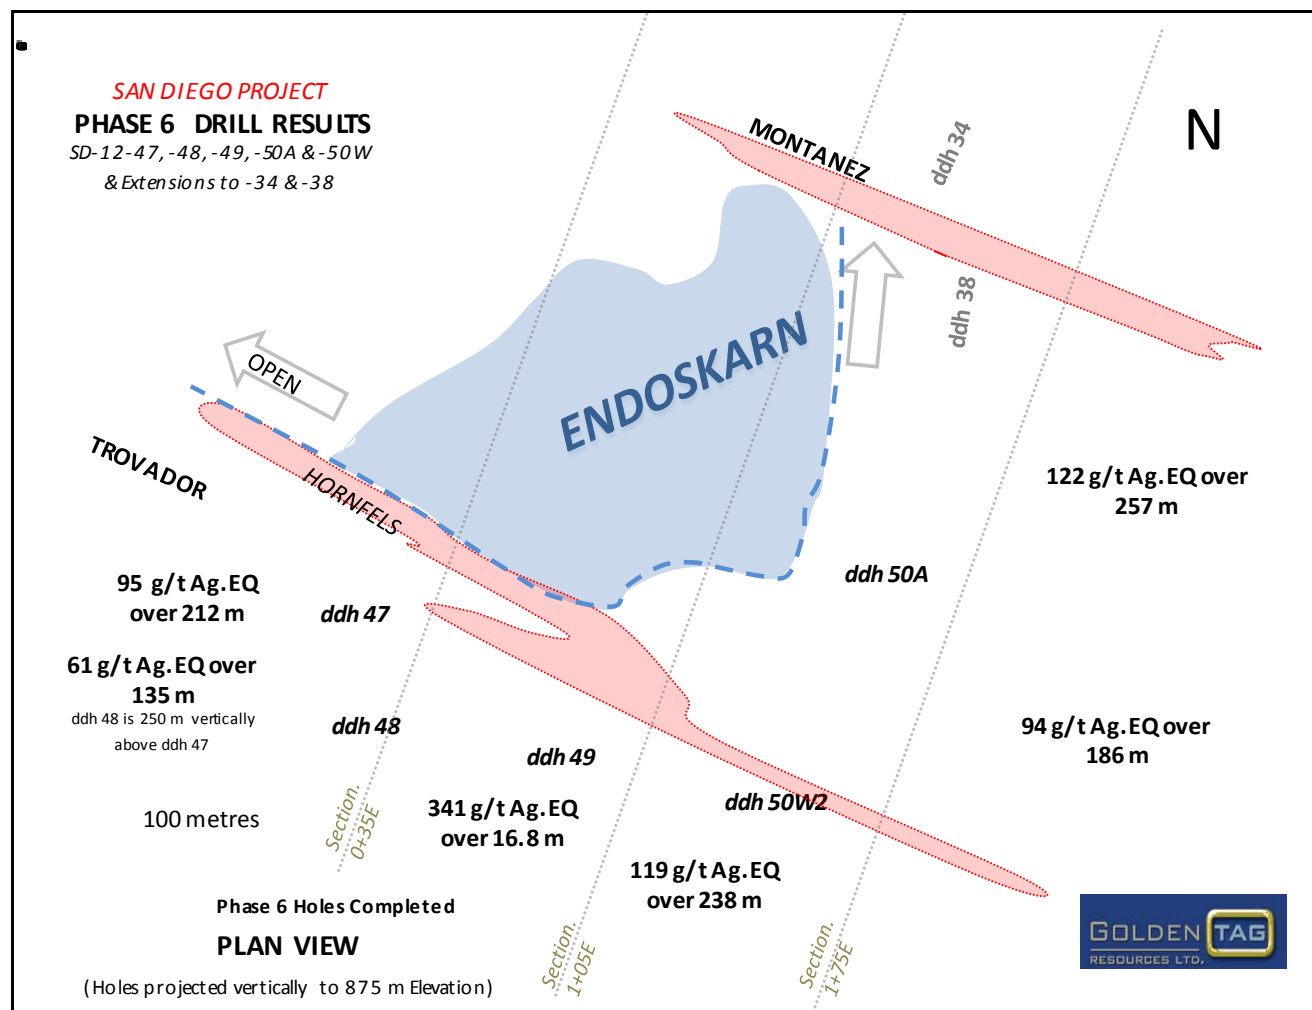 SAN DIEGO PROJECT
PHASE 6 DRILL RESULTS
SD-12-47, -48, -49, -50A & -50W
& Extensions to -34 & -38
N
MONTANEZ
ddh 34
ddh 38
ENDOSKARN
OPEN
TROVADOR
HORNFELS
122 g/t Ag.EQ over
257 m
95 g/t Ag.EQ
over 212 m
ddh 47
ddh 50A
61 g/t Ag.EQ over
135 m
ddh 48 is 250 m vertically
above ddh 47
ddh 48
ddh 49
94 g/t Ag.EQ over
186 m
ddh 50W2
100 metres
Section.
0+35E
341 g/t Ag.EQ
over 16.8 m
119 g/t Ag.EQ
over 238 m
Section.
1+05E
Section.
1+75E
Phase 6 Holes Completed
PLAN VIEW
(Holes projected vertically to 875 m Elevation)
GOLDEN TAG
RESOURCES LTD.